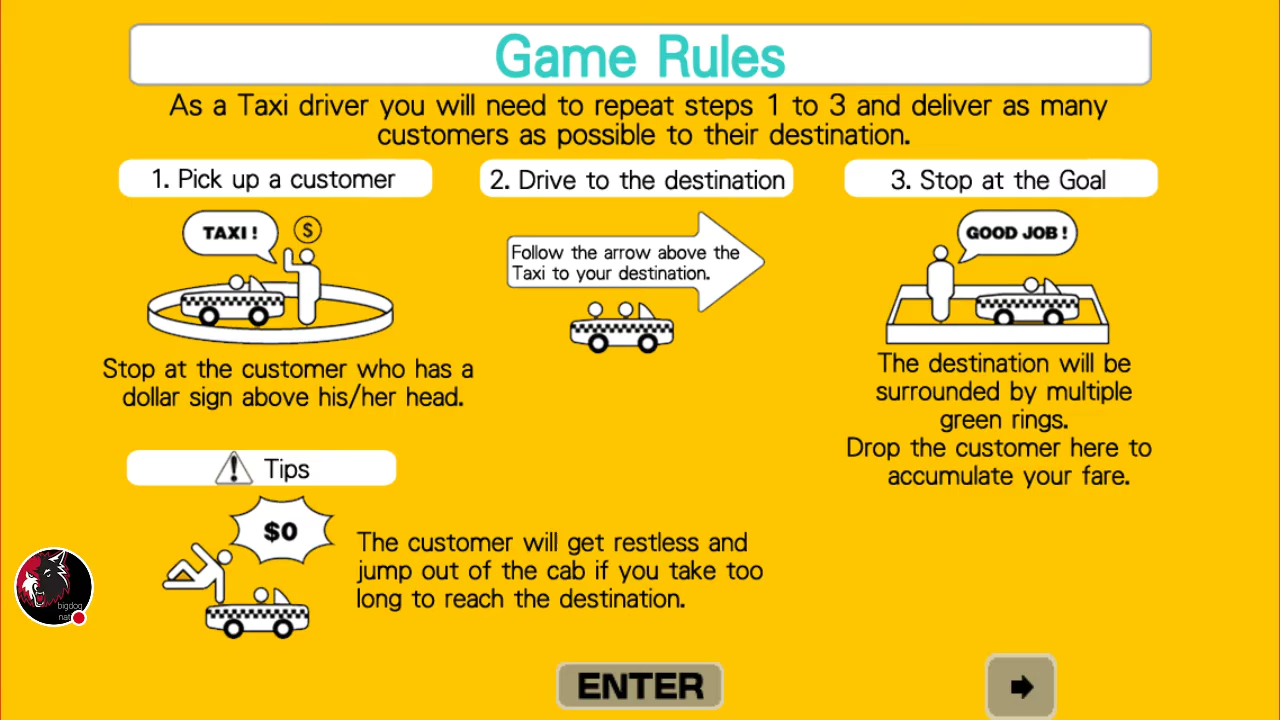 Game Rules
As a Taxi driver you will need to repeat steps 1 to 3 and deliver as many
customers as possible to their destination.
1. Pick up a customer
TAXI !
$
Stop at the customer who has a
dollar sign above his/her head.
2. Drive to the destination
Follow the arrow above the
Taxi to your destination.
3. Stop at the Goal
GOOD JOB !
The destination will be
surrounded by multiple
green rings.
Drop the customer here to
accumulate your fare.
! Tips
$0
The customer will get restless and
jump out of the cab if you take too
long to reach the destination.
bigdog
nat
ENTER